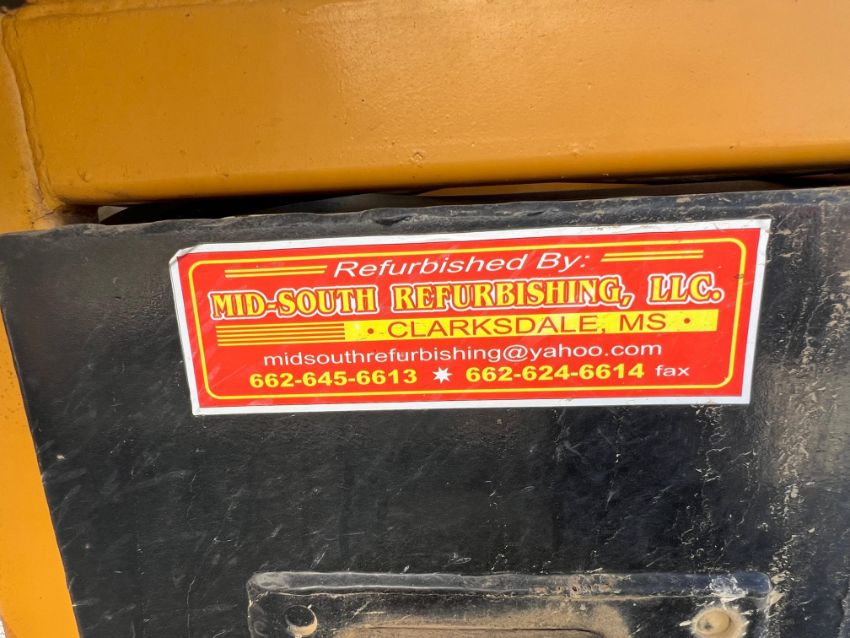 Refurbished By:
MID-SOUTH REFURBISHING, LLC.
• CLARKSDALE, MS •
midsouthrefurbishing@yahoo.com
662-645-6613 ✷ 662-624-6614 fax